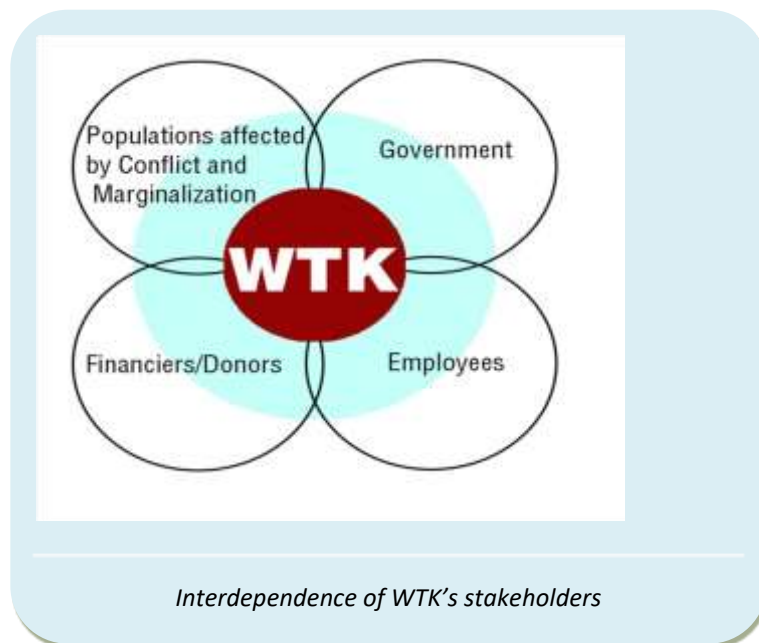 Populations affected
by Conflict and
Marginalization
Government
WTK
Financiers/Donors
Employees
Interdependence of WTK’s stakeholders